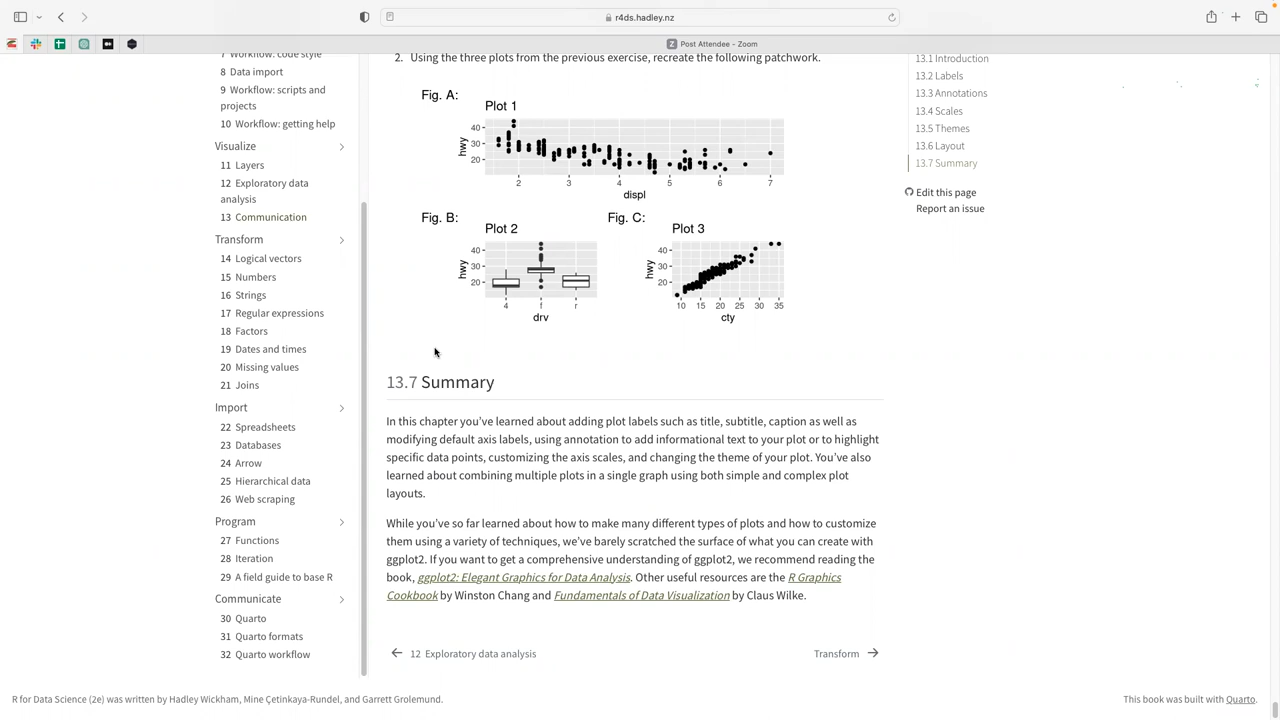 r4ds.hadley.nz
Post Attendee - Zoom
7 Workflow: code style
8 Data import
9 Workflow: scripts and
projects
10 Workflow: getting help
Visualize
11 Layers
12 Exploratory data
analysis
13 Communication
Transform
14 Logical vectors
15 Numbers
16 Strings
17 Regular expressions
18 Factors
19 Dates and times
20 Missing values
21 Joins
Import
22 Spreadsheets
23 Databases
24 Arrow
25 Hierarchical data
26 Web scraping
Program
27 Functions
28 Iteration
29 A field guide to base R
Communicate
30 Quarto
31 Quarto formats
32 Quarto workflow
2. Using the three plots from the previous exercise, recreate the following patchwork.
Fig. A:
Plot 1
hwy
40
30
20
2 3 4 5 6 7
displ
Fig. B:
Plot 2
hwy
40
30
20
4 f r
drv
Fig. C:
Plot 3
hwy
40
30
20
10 15 20 25 30 35
cty
13.7 Summary
In this chapter you've learned about adding plot labels such as title, subtitle, caption as well as
modifying default axis labels, using annotation to add informational text to your plot or to highlight
specific data points, customizing the axis scales, and changing the theme of your plot. You've also
learned about combining multiple plots in a single graph using both simple and complex plot
layouts.
While you've so far learned about how to make many different types of plots and how to customize
them using a variety of techniques, we've barely scratched the surface of what you can create with
ggplot2. If you want to get a comprehensive understanding of ggplot2, we recommend reading the
book, ggplot2: Elegant Graphics for Data Analysis. Other useful resources are the R Graphics
Cookbook by Winston Chang and Fundamentals of Data Visualization by Claus Wilke.
12 Exploratory data analysis
Transform
13.1 Introduction
13.2 Labels
13.3 Annotations
13.4 Scales
13.5 Themes
13.6 Layout
13.7 Summary
Edit this page
Report an issue
R for Data Science (2e) was written by Hadley Wickham, Mine Çetinkaya-Rundel, and Garrett Grolemund.
This book was built with Quarto.